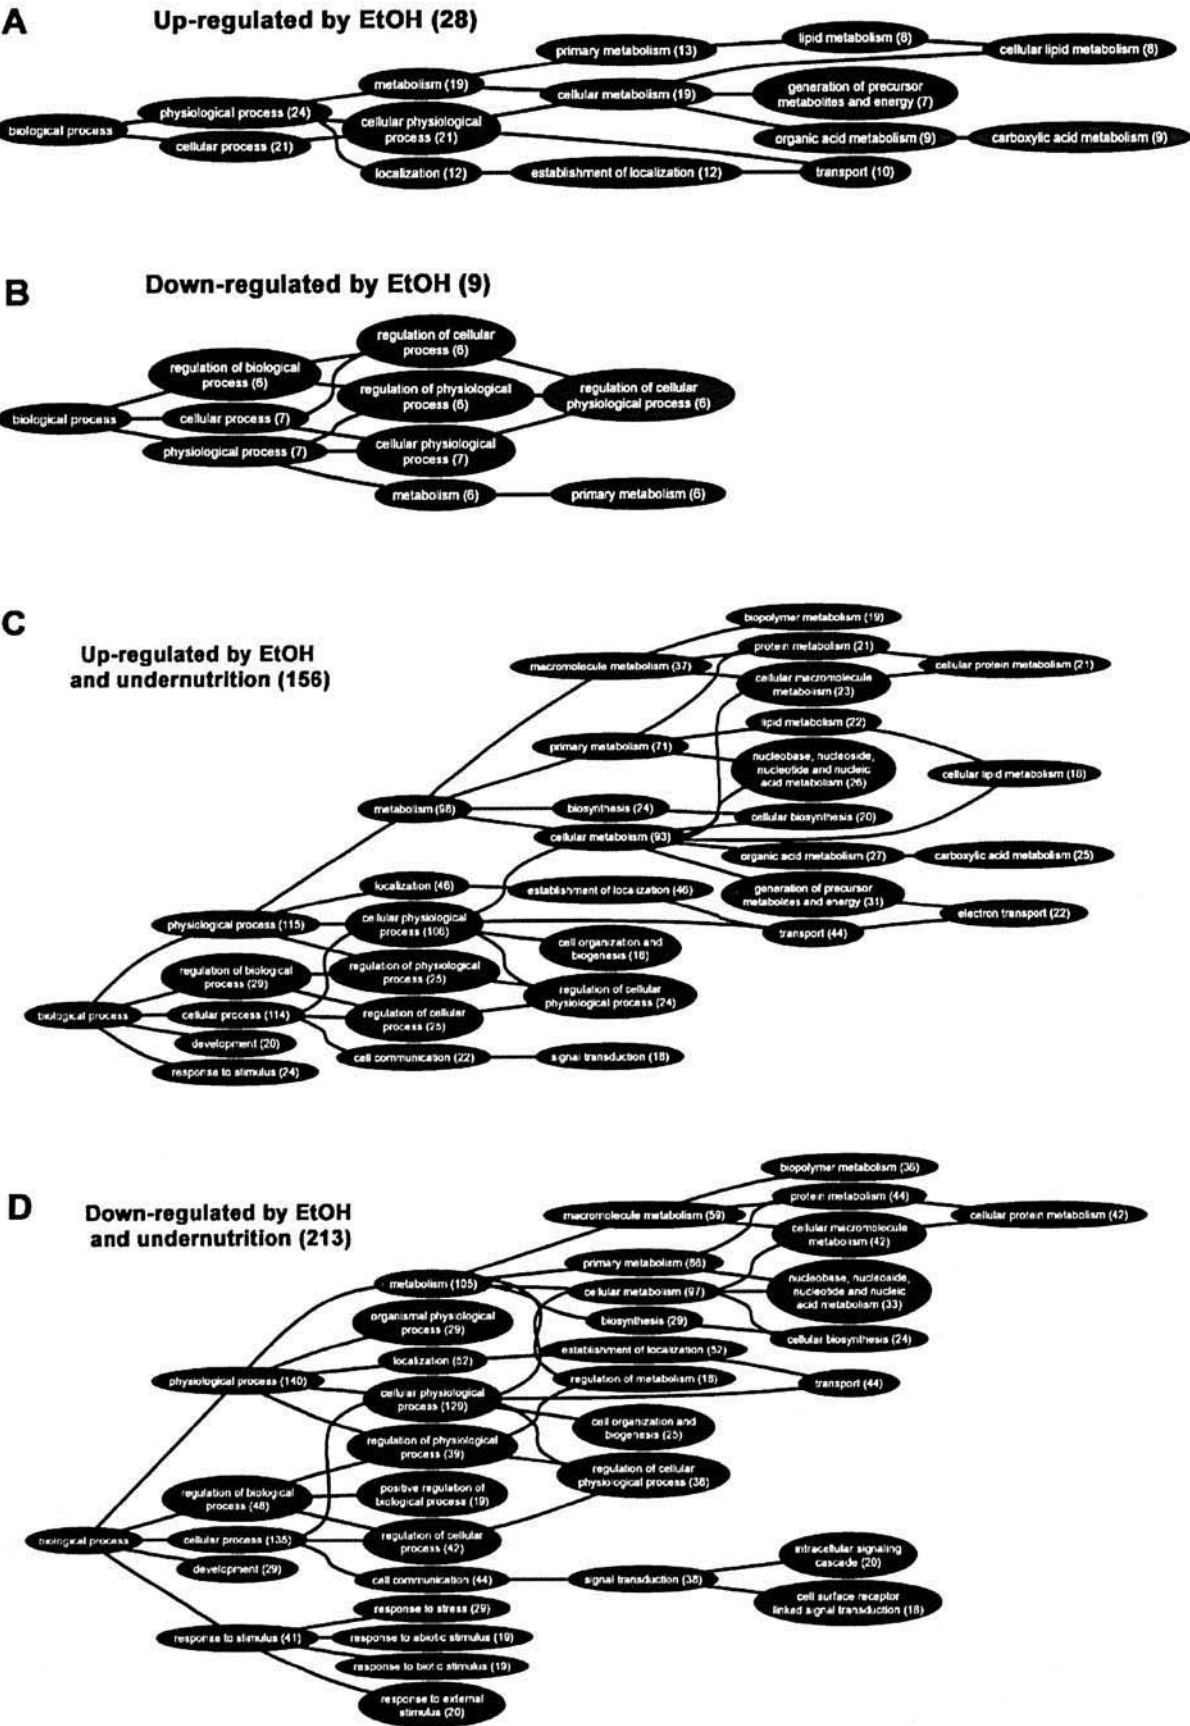 A
Up-regulated by EtOH (28)
biological process
physiological process (24)
cellular process (21)
metabolism (19)
cellular physiological
process (21)
localization (12)
primary metabolism (13)
cellular metabolism (19)
establishment of localization (12)
lipid metabolism (8)
generation of precursor
metabolites and energy (7)
organic acid metabolism (9)
transport (10)
cellular lipid metabolism (8)
carboxylic acid metabolism (9)
B
Down-regulated by EtOH (9)
biological process
regulation of biological
process (6)
cellular process (7)
physiological process (7)
regulation of cellular
process (6)
regulation of physiological
process (6)
cellular physiological
process (7)
metabolism (6)
regulation of cellular
physiological process (6)
primary metabolism (6)
C
Up-regulated by EtOH
and undernutrition (156)
biological process
physiological process (115)
regulation of biological
process (29)
cellular process (114)
development (20)
response to stimulus (24)
metabolism (98)
localization (46)
cellular physiological
process (108)
regulation of physiological
process (25)
regulation of cellular
process (25)
cell communication (22)
macromolecule metabolism (37)
primary metabolism (71)
biosynthesis (24)
cellular metabolism (93)
establishment of localization (46)
cell organization and
biogenesis (18)
regulation of cellular
physiological process (24)
signal transduction (18)
biopolymer metabolism (19)
protein metabolism (21)
cellular macromolecule
metabolism (23)
lipid metabolism (22)
nucleobase, nucleoside,
nucleotide and nucleic
acid metabolism (26)
cellular biosynthesis (20)
organic acid metabolism (27)
generation of precursor
metabolites and energy (31)
transport (44)
cellular protein metabolism (21)
cellular lipid metabolism (18)
carboxylic acid metabolism (25)
electron transport (22)
D
Down-regulated by EtOH
and undernutrition (213)
biological process
physiological process (140)
regulation of biological
process (48)
cellular process (135)
development (29)
response to stimulus (41)
metabolism (105)
organismal physiological
process (29)
localization (52)
cellular physiological
process (129)
regulation of physiological
process (39)
positive regulation of
biological process (19)
regulation of cellular
process (42)
cell communication (44)
response to stress (29)
response to abiotic stimulus (19)
response to biotic stimulus (19)
response to external
stimulus (20)
macromolecule metabolism (59)
primary metabolism (86)
cellular metabolism (97)
biosynthesis (29)
establishment of localization (52)
regulation of metabolism (18)
cell organization and
biogenesis (25)
regulation of cellular
physiological process (38)
signal transduction (38)
biopolymer metabolism (36)
protein metabolism (44)
cellular macromolecule
metabolism (42)
nucleobase, nucleoside,
nucleotide and nucleic
acid metabolism (33)
cellular biosynthesis (24)
transport (44)
intracellular signaling
cascade (20)
cell surface receptor
linked signal transduction (18)
cellular protein metabolism (42)